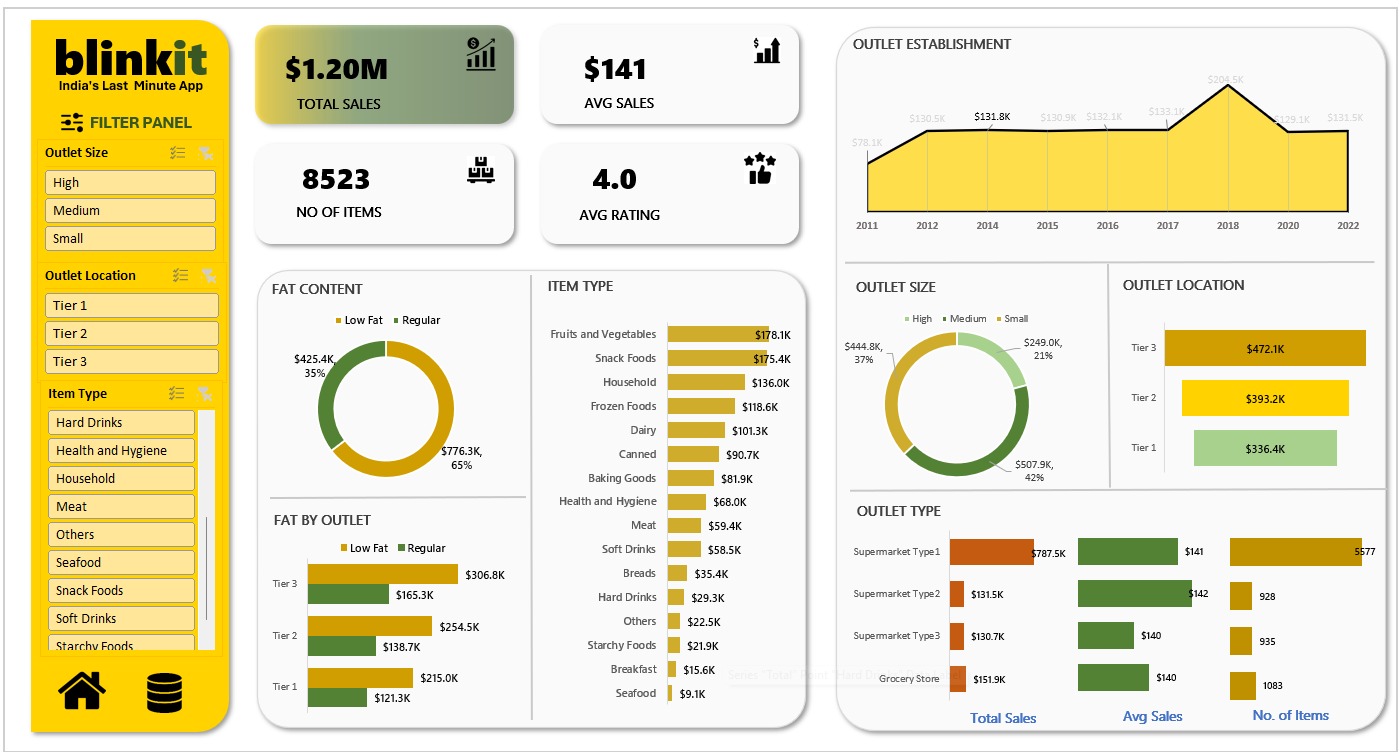 blinkit
India's Last Minute App
FILTER PANEL
Outlet Size
High
Medium
Small
Outlet Location
Tier 1
Tier 2
Tier 3
Item Type
Hard Drinks
Health and Hygiene
Household
Meat
Others
Seafood
Snack Foods
Soft Drinks
Starchy Foods
$1.20M
TOTAL SALES
$141
AVG SALES
8523
NO OF ITEMS
4.0
AVG RATING
FAT CONTENT
Low Fat Regular
$425.4K,
35%
$776.3K,
65%
FAT BY OUTLET
Low Fat Regular
Tier 3 $306.8K
$165.3K
Tier 2 $254.5K
$138.7K
Tier 1 $215.0K
$121.3K
ITEM TYPE
Fruits and Vegetables $178.1K
Snack Foods $175.4K
Household $136.0K
Frozen Foods $118.6K
Dairy $101.3K
Canned $90.7K
Baking Goods $81.9K
Health and Hygiene $68.0K
Meat $59.4K
Soft Drinks $58.5K
Breads $35.4K
Hard Drinks $29.3K
Others $22.5K
Starchy Foods $21.9K
Breakfast $15.6K
Seafood $9.1K
OUTLET ESTABLISHMENT
$78.1K $130.5K $131.8K $130.9K $132.1K $133.1K $204.5K $129.1K $131.5K
2011 2012 2014 2015 2016 2017 2018 2020 2022
OUTLET SIZE
High Medium Small
$444.8K,
37%
$249.0K,
21%
$507.9K,
42%
OUTLET LOCATION
Tier 3 $472.1K
Tier 2 $393.2K
Tier 1 $336.4K
OUTLET TYPE
Supermarket Type1 $787.5K $141 5577
Supermarket Type2 $131.5K $142 928
Supermarket Type3 $130.7K $140 935
Grocery Store $151.9K $140 1083
Total Sales Avg Sales No. of Items